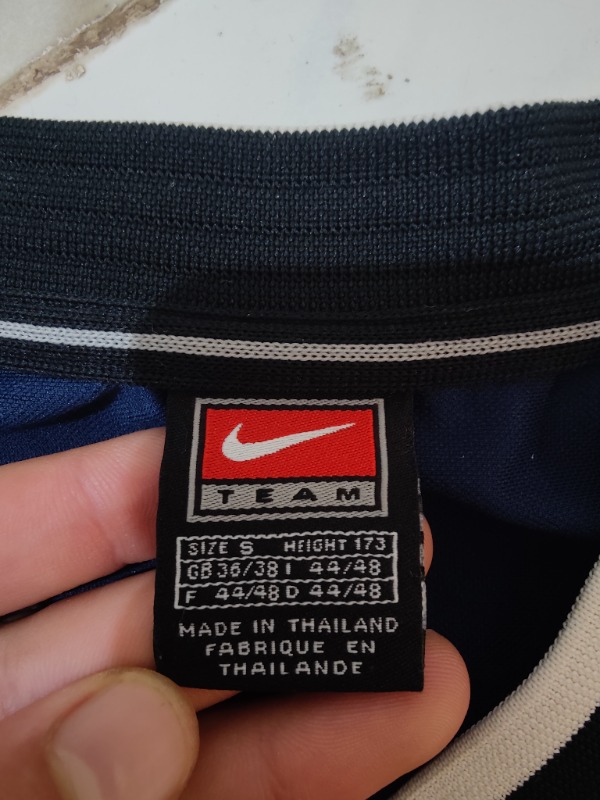 TEAM
SIZE S HEIGHT 173
GB 36/38 I 44/48
F 44/48 D 44/48
MADE IN THAILAND
FABRIQUE EN
THAILANDE